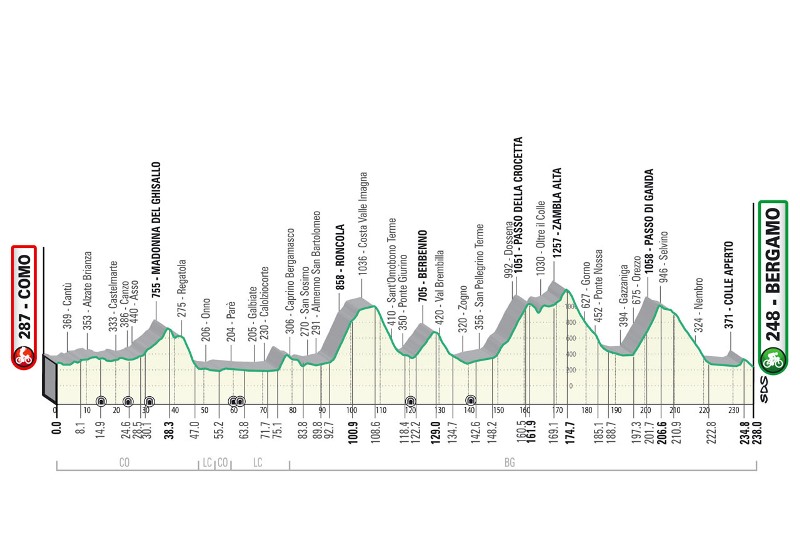 287 - COMO
369 - Cantù
353 - Alzate Brianza
333 - Castelmarte
386 - Canzo
440 - Asso
755 - MADONNA DEL GHISALLO
275 - Regatola
206 - Onno
204 - Parè
205 - Galbiate
230 - Calolziocorte
306 - Caprino Bergamasco
270 - San Sosimo
291 - Almenno San Bartolomeo
858 - RONCOLA
1036 - Costa Valle Imagna
410 - Sant'Omobono Terme
350 - Ponte Giurino
705 - BERBENNO
420 - Val Brembilla
320 - Zogno
356 - San Pellegrino Terme
992 - Dossena
1051 - PASSO DELLA CROCETTA
1030 - Oltre il Colle
1257 - ZAMBLA ALTA
627 - Gorno
452 - Ponte Nossa
394 - Gazzaniga
675 - Orezzo
1058 - PASSO DI GANDA
946 - Selvino
324 - Nembro
371 - COLLE APERTO
248 - BERGAMO
SDS
800
600
400
200
0
0 10 20 30 40 50 60 70 80 90 100 110 120 130 140 150 160 170 180 190 200 210 220 230
0.0 8.1 14.9 24.6 28.5 30.1 38.3 47.0 55.2 63.8 71.7 75.1 83.8 89.8 92.7 100.9 108.6 118.4 122.2 129.0 134.7 142.6 148.2 160.5 161.9 169.1 174.7 185.1 188.7 197.3 201.7 206.6 210.9 222.8 234.8 238.0
CO LC CO LC BG